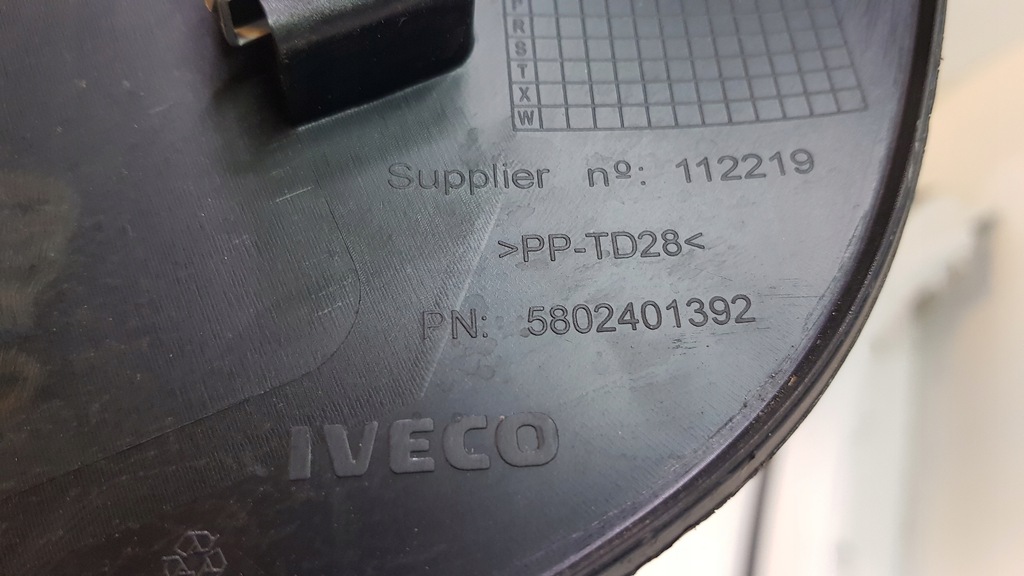 P
R
S
T
X
W
Supplier nº: 112219
>PP-TD28<
PN: 5802401392
IVECO